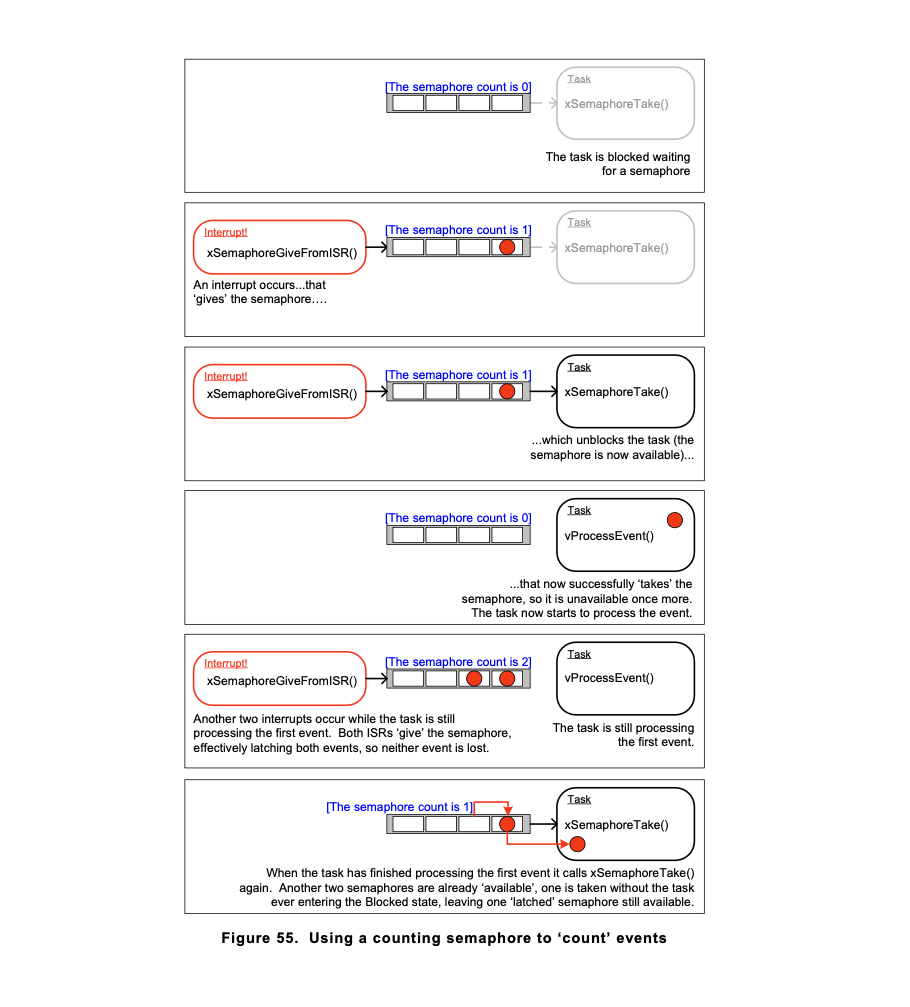 [The semaphore count is 0]
Task
xSemaphoreTake()
The task is blocked waiting
for a semaphore
Interrupt!
xSemaphoreGiveFromISR()
An interrupt occurs...that
‘gives’ the semaphore….
[The semaphore count is 1]
Task
xSemaphoreTake()
Interrupt!
xSemaphoreGiveFromISR()
[The semaphore count is 1]
Task
xSemaphoreTake()
...which unblocks the task (the
semaphore is now available)...
[The semaphore count is 0]
Task
vProcessEvent()
...that now successfully ‘takes’ the
semaphore, so it is unavailable once more.
The task now starts to process the event.
Interrupt!
xSemaphoreGiveFromISR()
[The semaphore count is 2]
Task
vProcessEvent()
Another two interrupts occur while the task is still
processing the first event.  Both ISRs ‘give’ the semaphore,
effectively latching both events, so neither event is lost.
The task is still processing
the first event.
[The semaphore count is 1]
Task
xSemaphoreTake()
When the task has finished processing the first event it calls xSemaphoreTake()
again.  Another two semaphores are already ‘available’, one is taken without the task
ever entering the Blocked state, leaving one ‘latched’ semaphore still available.
Figure 55.  Using a counting semaphore to ‘count’ events